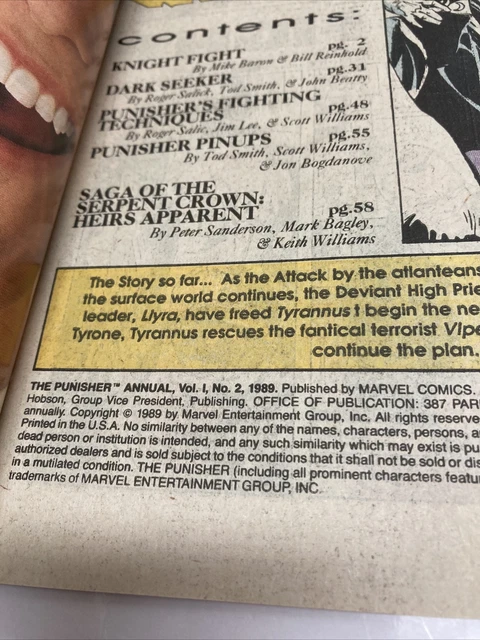 contents:
KNIGHT FIGHT pg. 2
By Mike Baron & Bill Reinhold
DARK SEEKER pg.31
By Roger Salick, Tod Smith, & John Beatty
PUNISHER'S FIGHTING
TECHNIQUES pg.48
By Roger Salic, Jim Lee, & Scott Williams
PUNISHER PINUPS pg.55
By Tod Smith, Scott Williams,
& Jon Bogdanove
SAGA OF THE
SERPENT CROWN:
HEIRS APPARENT pg.58
By Peter Sanderson, Mark Bagley,
& Keith Williams
The Story so far... As the Attack by the atlanteans
the surface world continues, the Deviant High Prie
leader, Llyra, have freed Tyrannus t begin the ne
Tyrone, Tyrannus rescues the fantical terrorist Vipe
continue the plan.
THE PUNISHER™ ANNUAL, Vol. I, No. 2, 1989. Published by MARVEL COMICS.
Hobson, Group Vice President, Publishing. OFFICE OF PUBLICATION: 387 PAR
annually. Copyright © 1989 by Marvel Entertainment Group, Inc. All rights reserve
Printed in the U.S.A. No similarity between any of the names, characters, persons, a
dead person or institution is intended, and any such similarity which may exist is pu
authorized dealers and is sold subject to the conditions that it shall not be sold or dis
in a mutilated condition. THE PUNISHER (including all prominent characters featu
trademarks of MARVEL ENTERTAINMENT GROUP, INC.